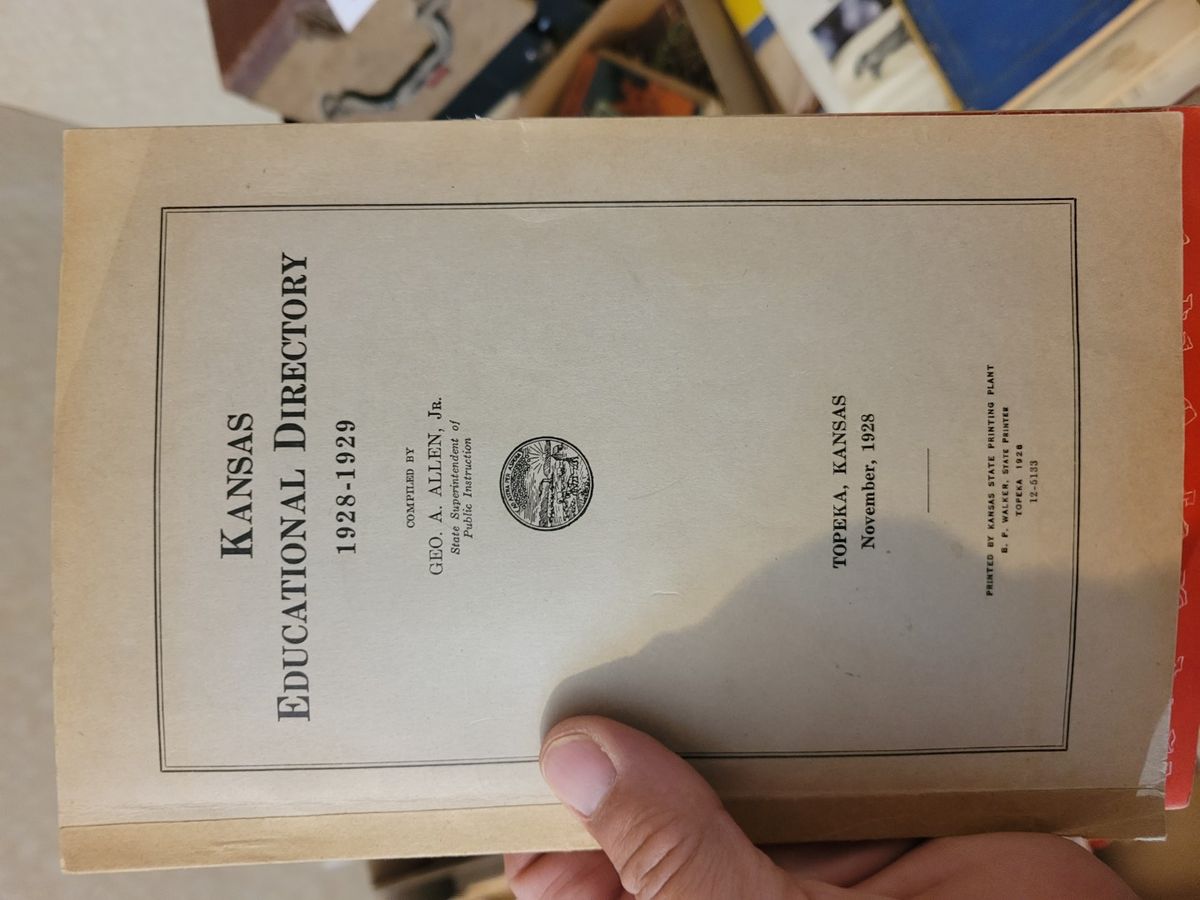 KANSAS
EDUCATIONAL DIRECTORY
1928-1929
COMPILED BY
GEO. A. ALLEN, JR.
State Superintendent of
Public Instruction
TOPEKA, KANSAS
November, 1928
PRINTED BY KANSAS STATE PRINTING PLANT
B. P. WALKER, STATE PRINTER
TOPEKA 1928
12-5133